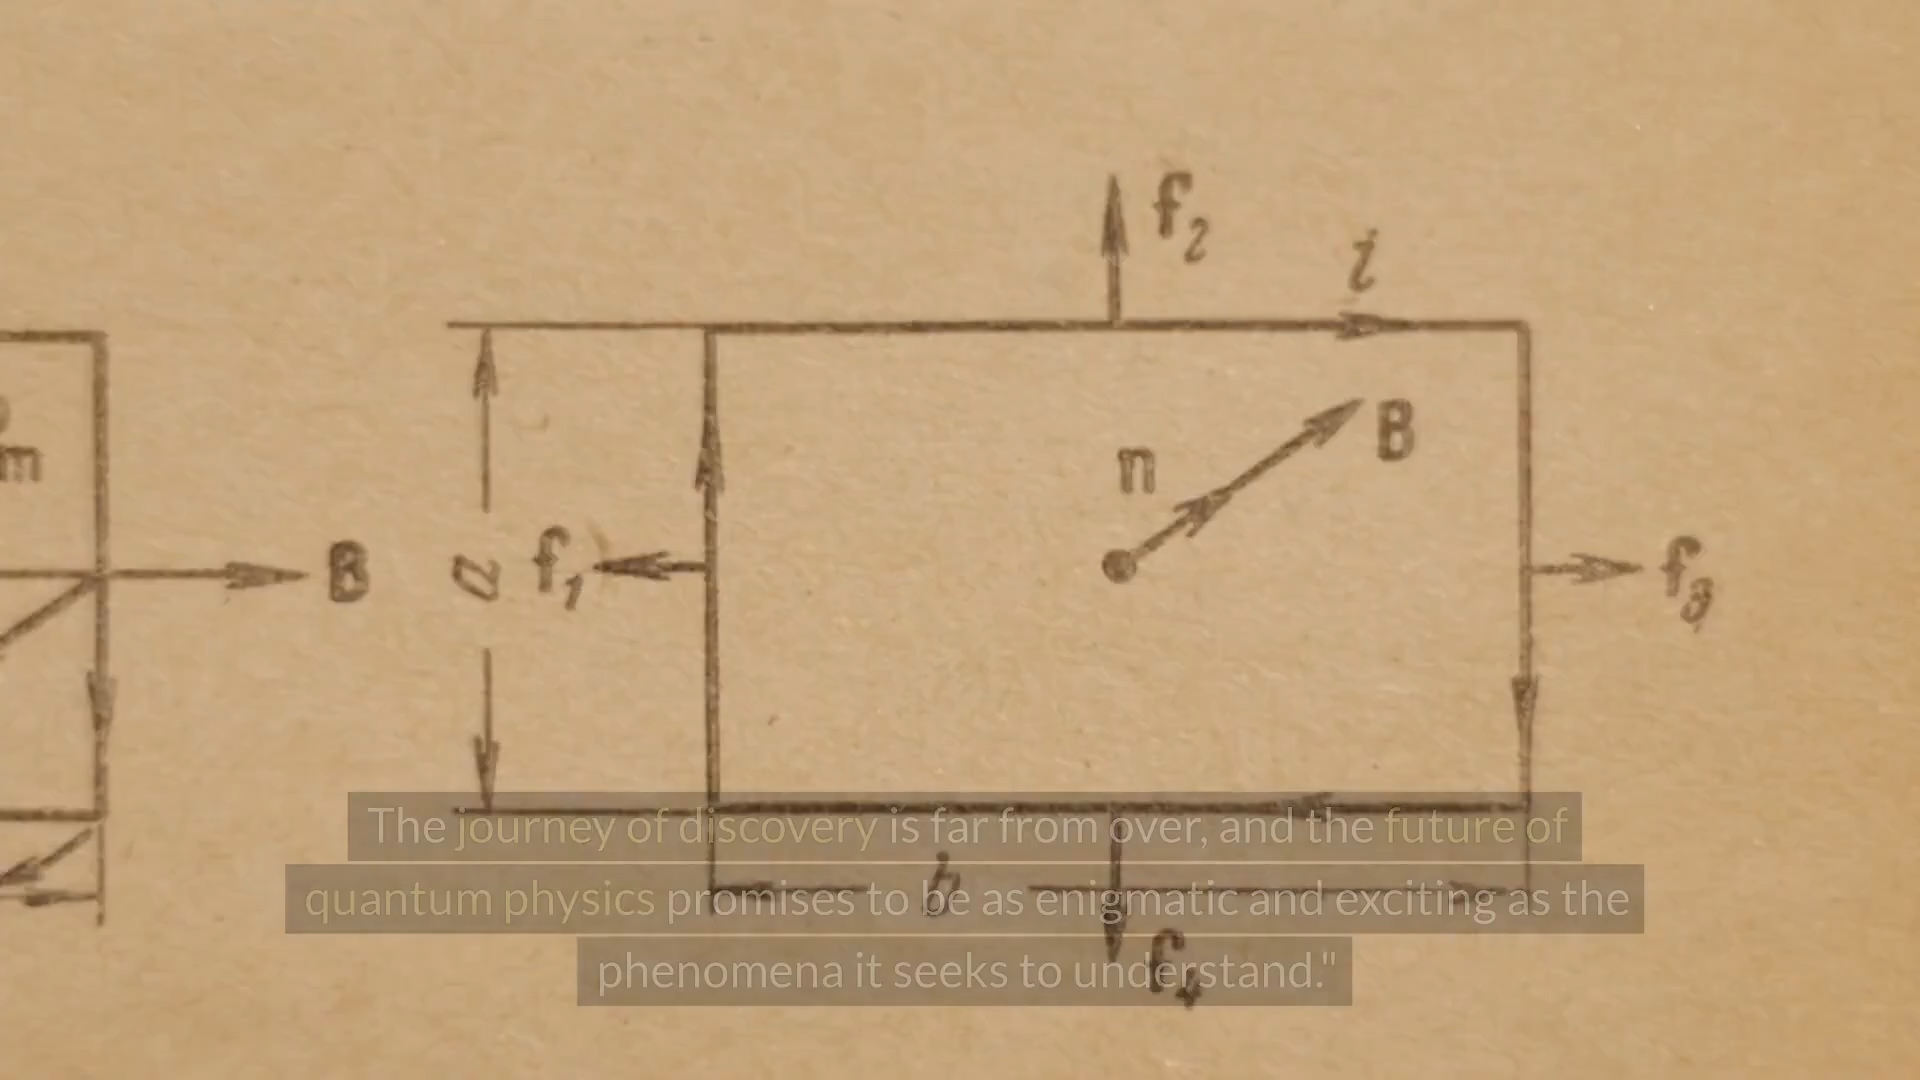 f2
i
B
n
m
B
a
f1
f3
The journey of discovery is far from over, and the future of
b
quantum physics promises to be as enigmatic and exciting as the
phenomena it seeks to understand."
f4